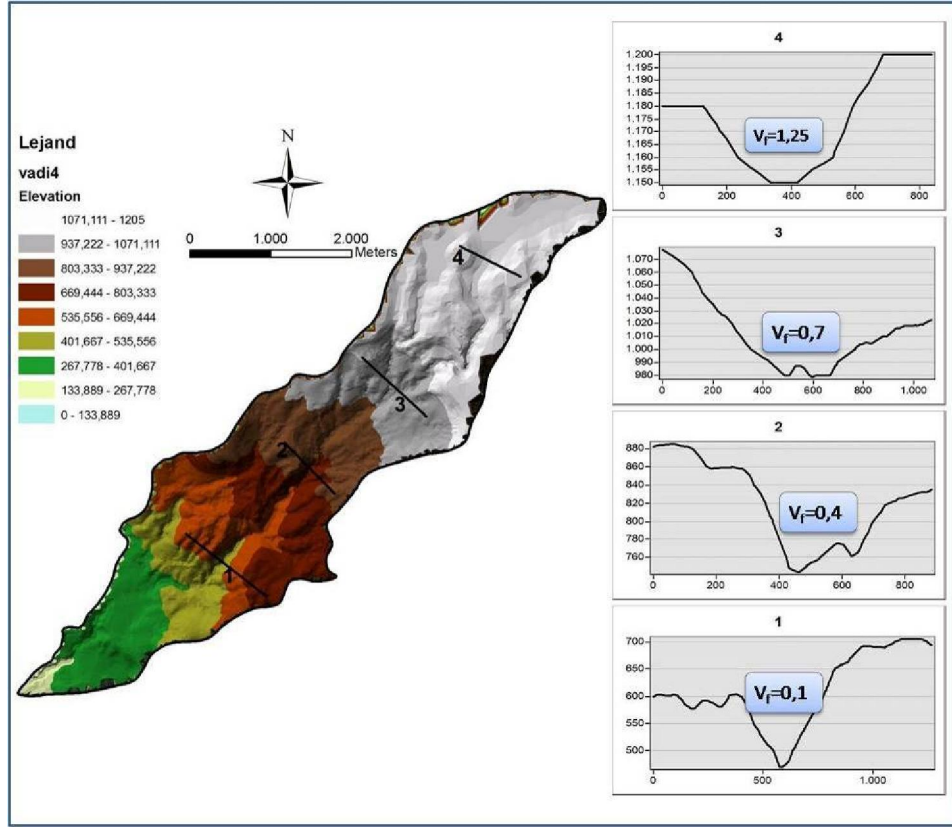 Lejand
vadi4
Elevation
1071,111 - 1205
937,222 - 1071,111
803,333 - 937,222
669,444 - 803,333
535,556 - 669,444
401,667 - 535,556
267,778 - 401,667
133,889 - 267,778
0 - 133,889
N
0 1.000 2.000
Meters
4
3
2
1
4
1.200
1.195
1.190
1.185
1.180
1.175
1.170
1.165
1.160
1.155
1.150
Vf=1,25
0 200 400 600 800
3
1.070
1.060
1.050
1.040
1.030
1.020
1.010
1.000
990
980
Vf=0,7
0 200 400 600 800 1.000
2
880
860
840
820
800
780
760
Vf=0,4
0 200 400 600 800
1
700
650
600
550
500
Vf=0,1
0 500 1.000